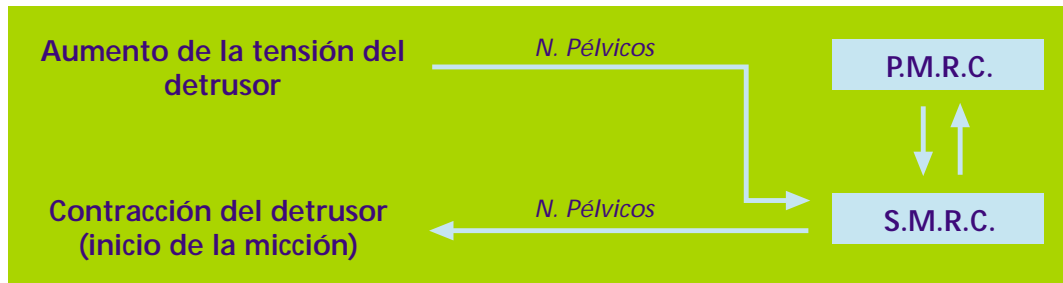 Aumento de la tensión del
detrusor
N. Pélvicos
P.M.R.C.
Contracción del detrusor
(inicio de la micción)
N. Pélvicos
S.M.R.C.